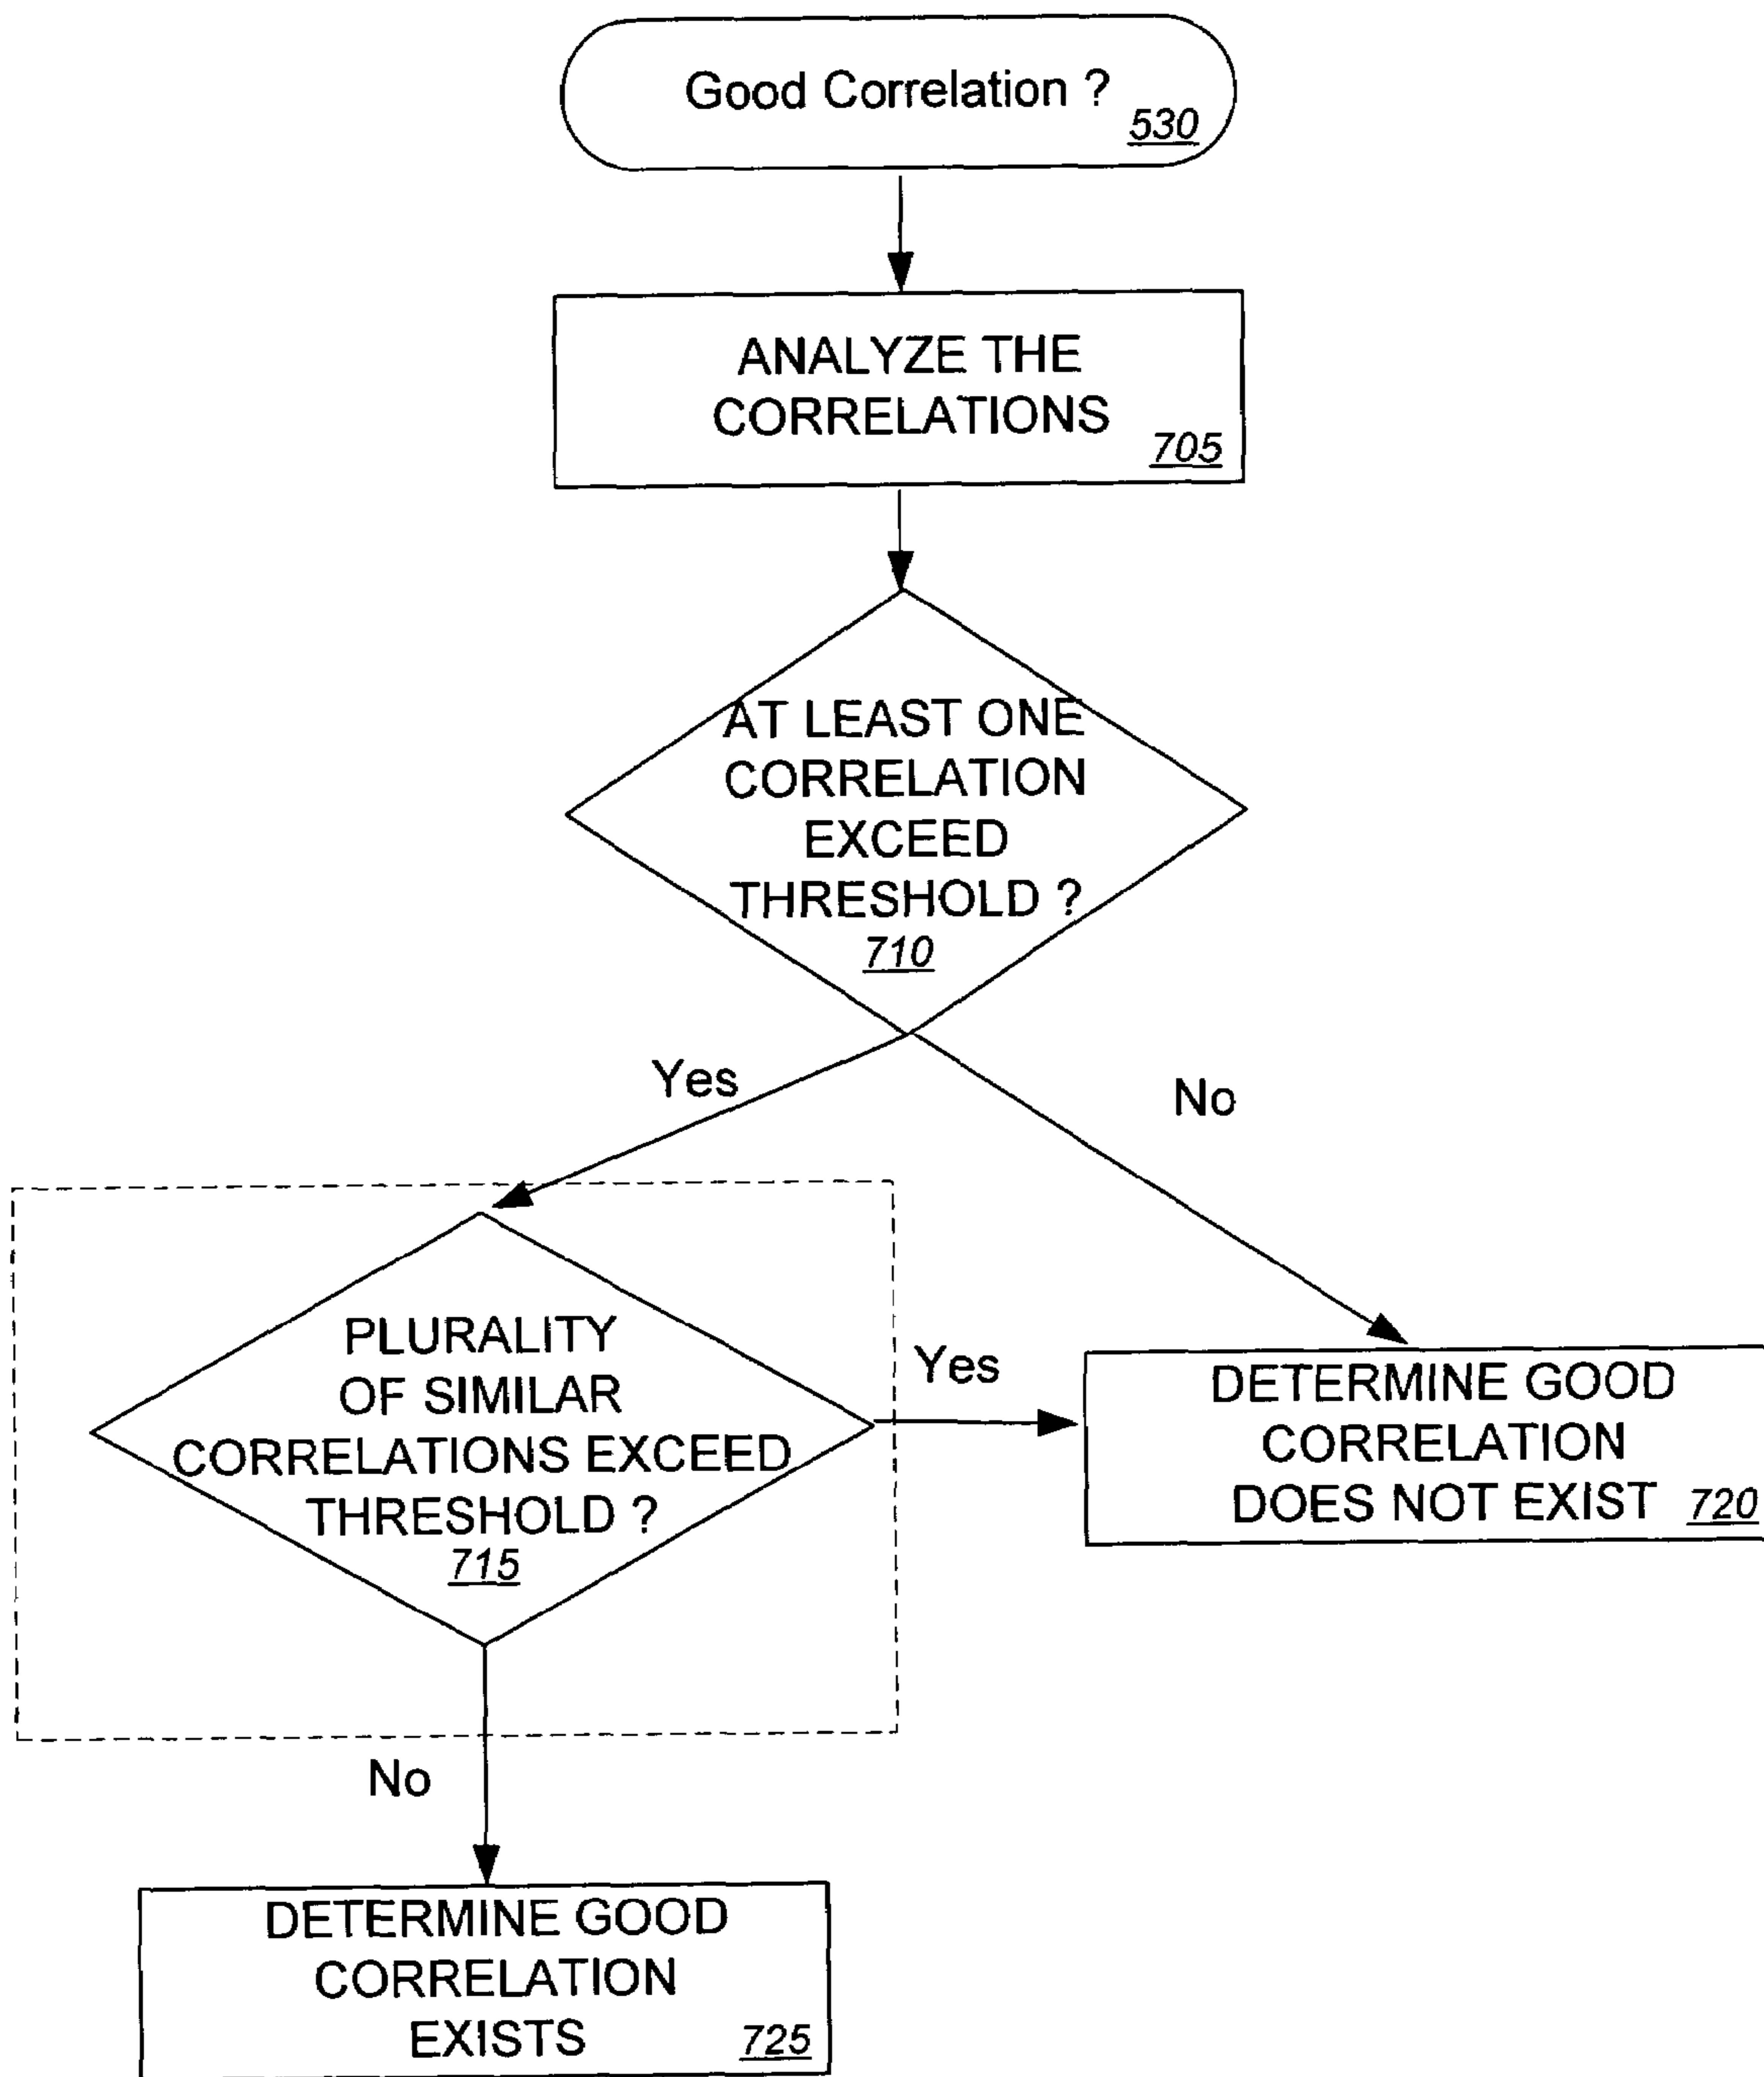 Good Correlation ?
530
ANALYZE THE
CORRELATIONS
705
AT LEAST ONE
CORRELATION
EXCEED
THRESHOLD ?
710
Yes
No
PLURALITY
OF SIMILAR
CORRELATIONS EXCEED
THRESHOLD ?
715
Yes
DETERMINE GOOD
CORRELATION
DOES NOT EXIST
720
No
DETERMINE GOOD
CORRELATION
EXISTS
725